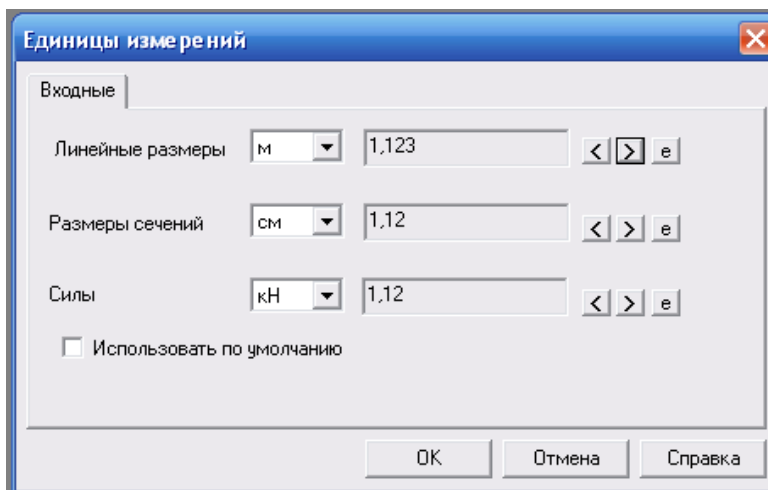 Единицы измерений
Входные
Линейные размеры м 1,123 < > e
Размеры сечений см 1,12 < > e
Силы кН 1,12 < > e
Использовать по умолчанию
OK Отмена Справка